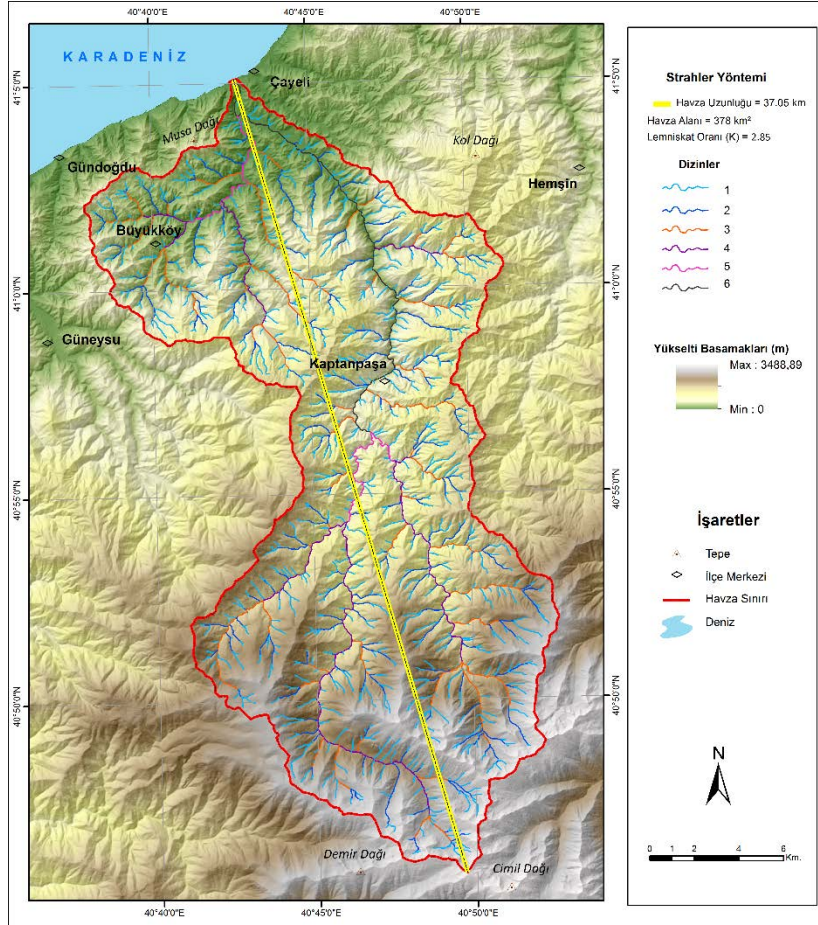 40°40'0"E 40°45'0"E 40°50'0"E
KARADENİZ
Çayeli
41°5'0"N
41°5'0"N
Musa Dağı
Kol Dağı
Gündoğdu
Hemşin
Büyükköy
41°0'0"N
41°0'0"N
Güneysu
Kaptanpaşa
40°55'0"N
40°55'0"N
40°50'0"N
40°50'0"N
Demir Dağı
Cimil Dağı
40°40'0"E 40°45'0"E 40°50'0"E
Strahler Yöntemi
Havza Uzunluğu = 37.05 km
Havza Alanı = 378 km²
Lemniskat Oranı (K) = 2.85
Dizinler
1
2
3
4
5
6
Yükselti Basamakları (m)
Max : 3488,89
Min : 0
İşaretler
Tepe
İlçe Merkezi
Havza Sınırı
Deniz
N
0 1 2 4 6
Km.